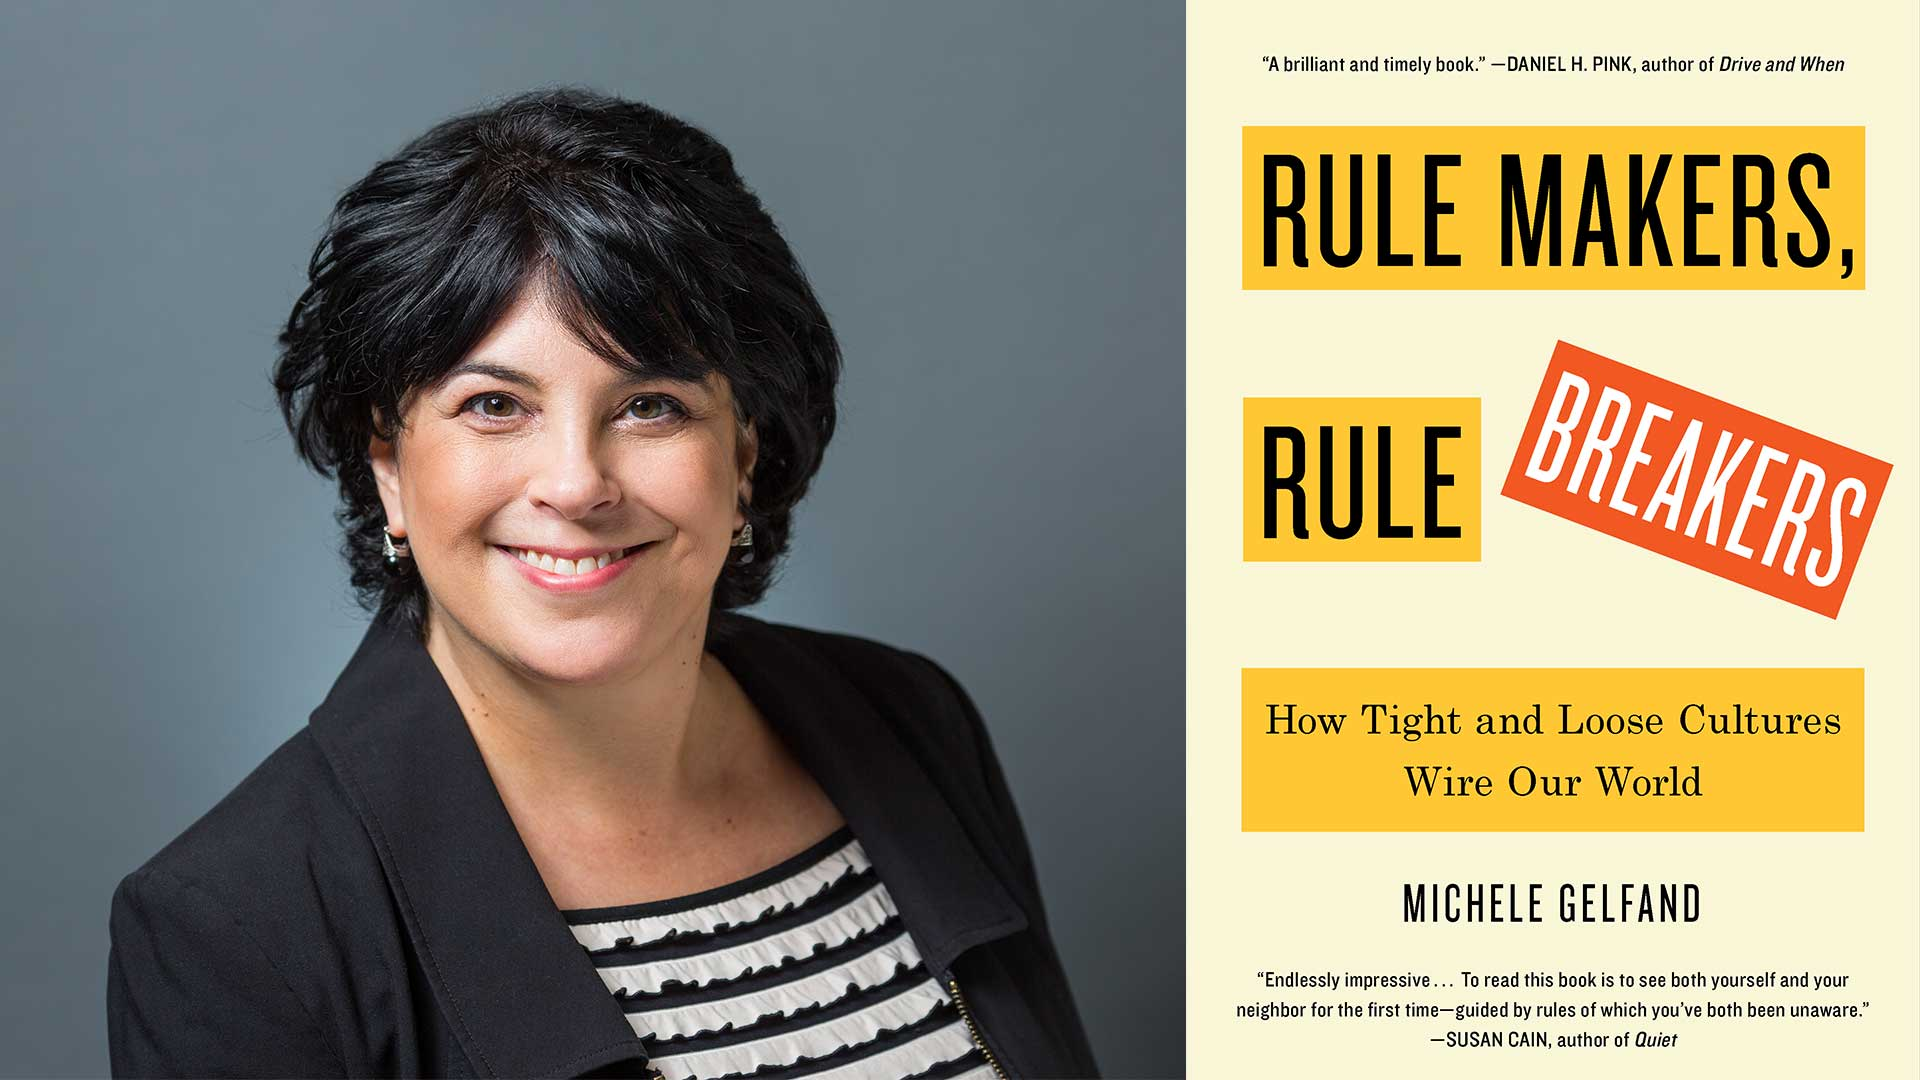 “A brilliant and timely book.” —DANIEL H. PINK, author of Drive and When
RULE MAKERS,
RULE BREAKERS
How Tight and Loose Cultures
Wire Our World
MICHELE GELFAND
“Endlessly impressive... To read this book is to see both yourself and your
neighbor for the first time—guided by rules of which you’ve both been unaware.”
—SUSAN CAIN, author of Quiet